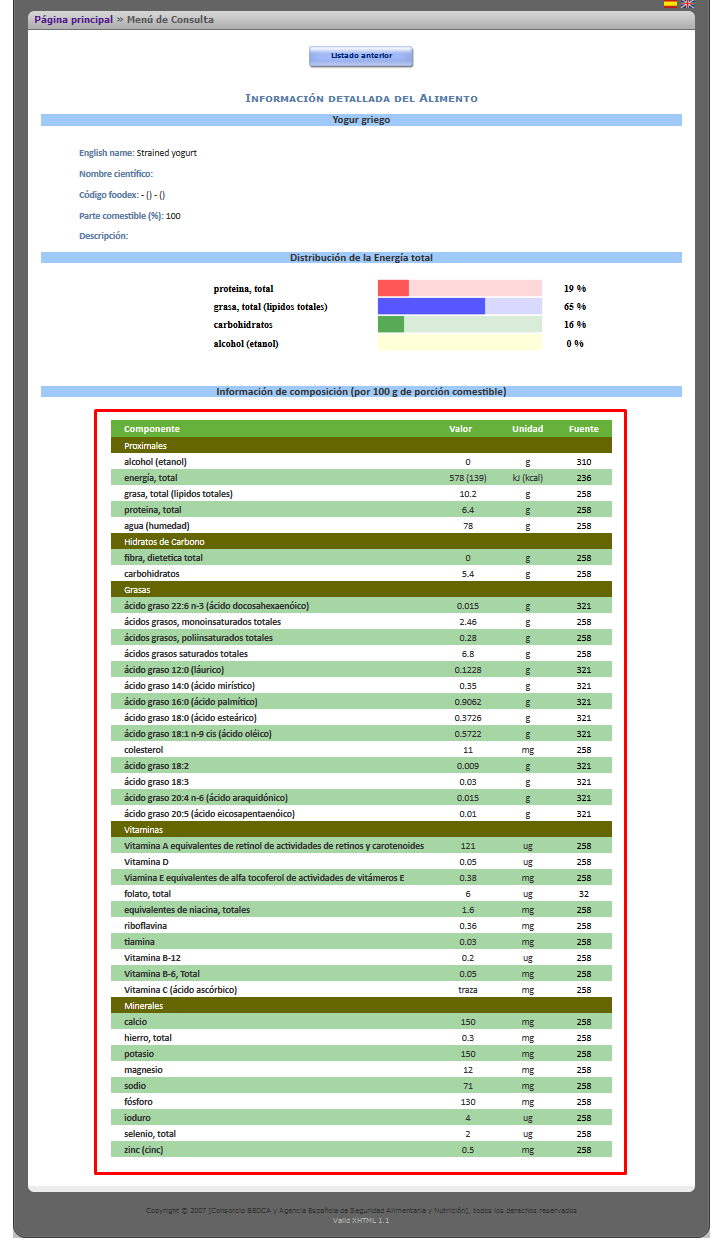 Página principal » Menú de Consulta
Listado anterior
Información detallada del Alimento
Yogur griego
English name: Strained yogurt
Nombre científico:
Código foodex: - () - ()
Parte comestible (%): 100
Descripción:
Distribución de la Energía total
proteina, total 19 %
grasa, total (lipidos totales) 65 %
carbohidratos 16 %
alcohol (etanol) 0 %
Información de composición (por 100 g de porción comestible)
Componente Valor Unidad Fuente
Proximales
alcohol (etanol) 0 g 310
energía, total 578 (139) kJ (kcal) 236
grasa, total (lipidos totales) 10.2 g 258
proteina, total 6.4 g 258
agua (humedad) 78 g 258
Hidratos de Carbono
fibra, dietetica total 0 g 258
carbohidratos 5.4 g 258
Grasas
ácido graso 22:6 n-3 (ácido docosahexaenóico) 0.015 g 321
ácidos grasos, monoinsaturados totales 2.46 g 258
ácidos grasos, poliinsaturados totales 0.28 g 258
ácidos grasos saturados totales 6.8 g 258
ácido graso 12:0 (láurico) 0.1228 g 321
ácido graso 14:0 (ácido mirístico) 0.35 g 321
ácido graso 16:0 (ácido palmítico) 0.9062 g 321
ácido graso 18:0 (ácido esteárico) 0.3726 g 321
ácido graso 18:1 n-9 cis (ácido oléico) 0.5722 g 321
colesterol 11 mg 258
ácido graso 18:2 0.009 g 321
ácido graso 18:3 0.03 g 321
ácido graso 20:4 n-6 (ácido araquidónico) 0.015 g 321
ácido graso 20:5 (ácido eicosapentaenóico) 0.01 g 321
Vitaminas
Vitamina A equivalentes de retinol de actividades de retinos y carotenoides 121 ug 258
Vitamina D 0.05 ug 258
Viamina E equivalentes de alfa tocoferol de actividades de vitámeros E 0.38 mg 258
folato, total 6 ug 32
equivalentes de niacina, totales 1.6 mg 258
riboflavina 0.36 mg 258
tiamina 0.03 mg 258
Vitamina B-12 0.2 ug 258
Vitamina B-6, Total 0.05 mg 258
Vitamina C (ácido ascórbico) traza mg 258
Minerales
calcio 150 mg 258
hierro, total 0.3 mg 258
potasio 150 mg 258
magnesio 12 mg 258
sodio 71 mg 258
fósforo 130 mg 258
ioduro 4 ug 258
selenio, total 2 ug 258
zinc (cinc) 0.5 mg 258
Copyright © 2007 [Consorcio BEDCA y Agencia Española de Seguridad Alimentaria y Nutrición], todos los derechos reservados
Valid XHTML 1.1